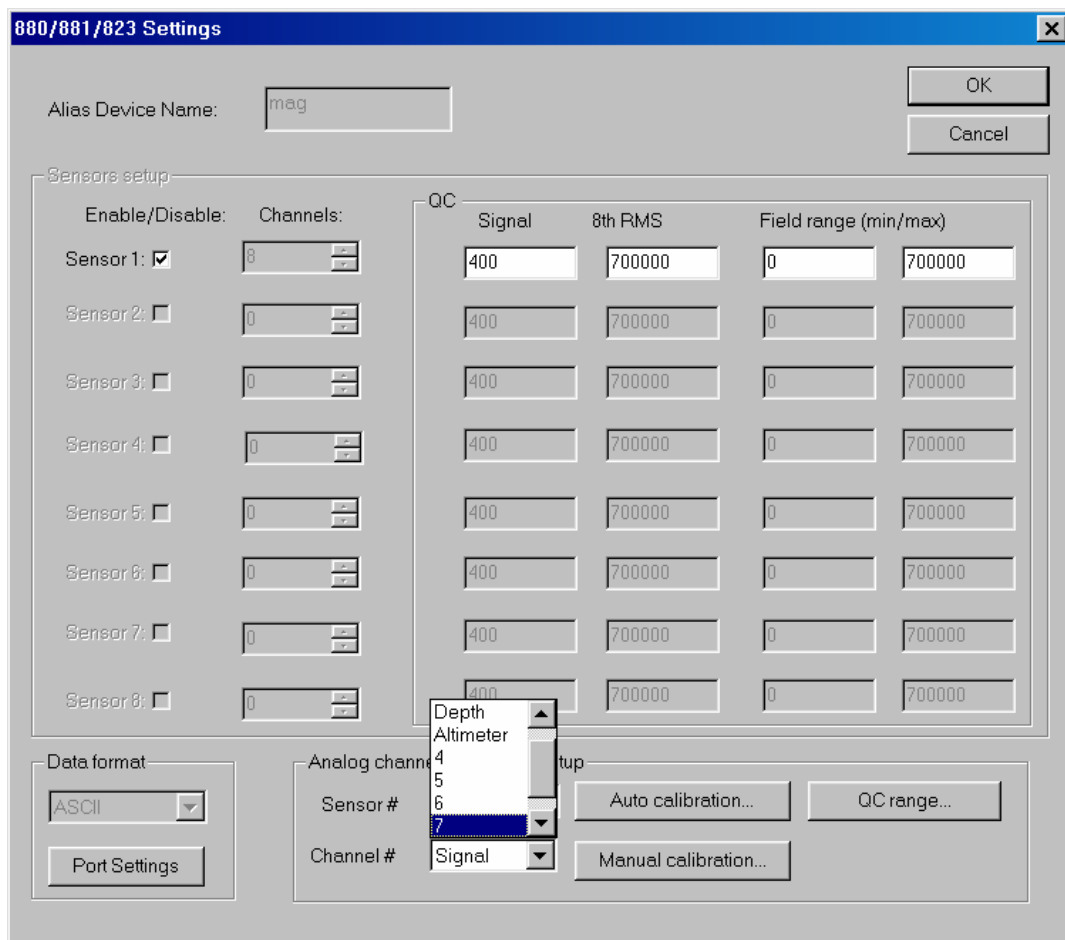 880/881/823 Settings
Alias Device Name: mag
OK
Cancel
Sensors setup
Enable/Disable: Channels:
QC
Signal 8th RMS Field range (min/max)
Sensor 1: 8 400 700000 0 700000
Sensor 2: 0 400 700000 0 700000
Sensor 3: 0 400 700000 0 700000
Sensor 4: 0 400 700000 0 700000
Sensor 5: 0 400 700000 0 700000
Sensor 6: 0 400 700000 0 700000
Sensor 7: 0 400 700000 0 700000
Sensor 8: 0 400 700000 0 700000
Depth
Altimeter
4
5
6
7
Data format
ASCII
Port Settings
Analog chann tup
Sensor #
Auto calibration...
QC range...
Channel # Signal
Manual calibration...